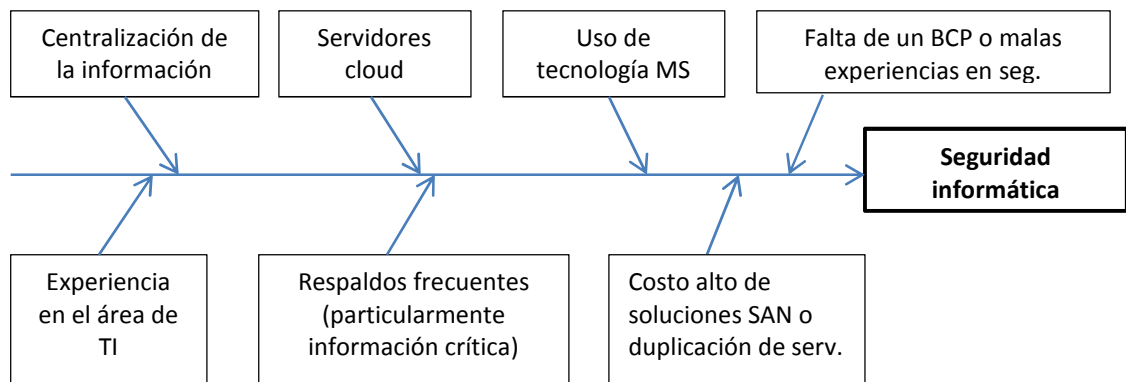 Centralización de
la información
Servidores
cloud
Uso de
tecnología MS
Falta de un BCP o malas
experiencias en seg.
Seguridad
informática
Experiencia
en el área de
TI
Respaldos frecuentes
(particularmente
información crítica)
Costo alto de
soluciones SAN o
duplicación de serv.